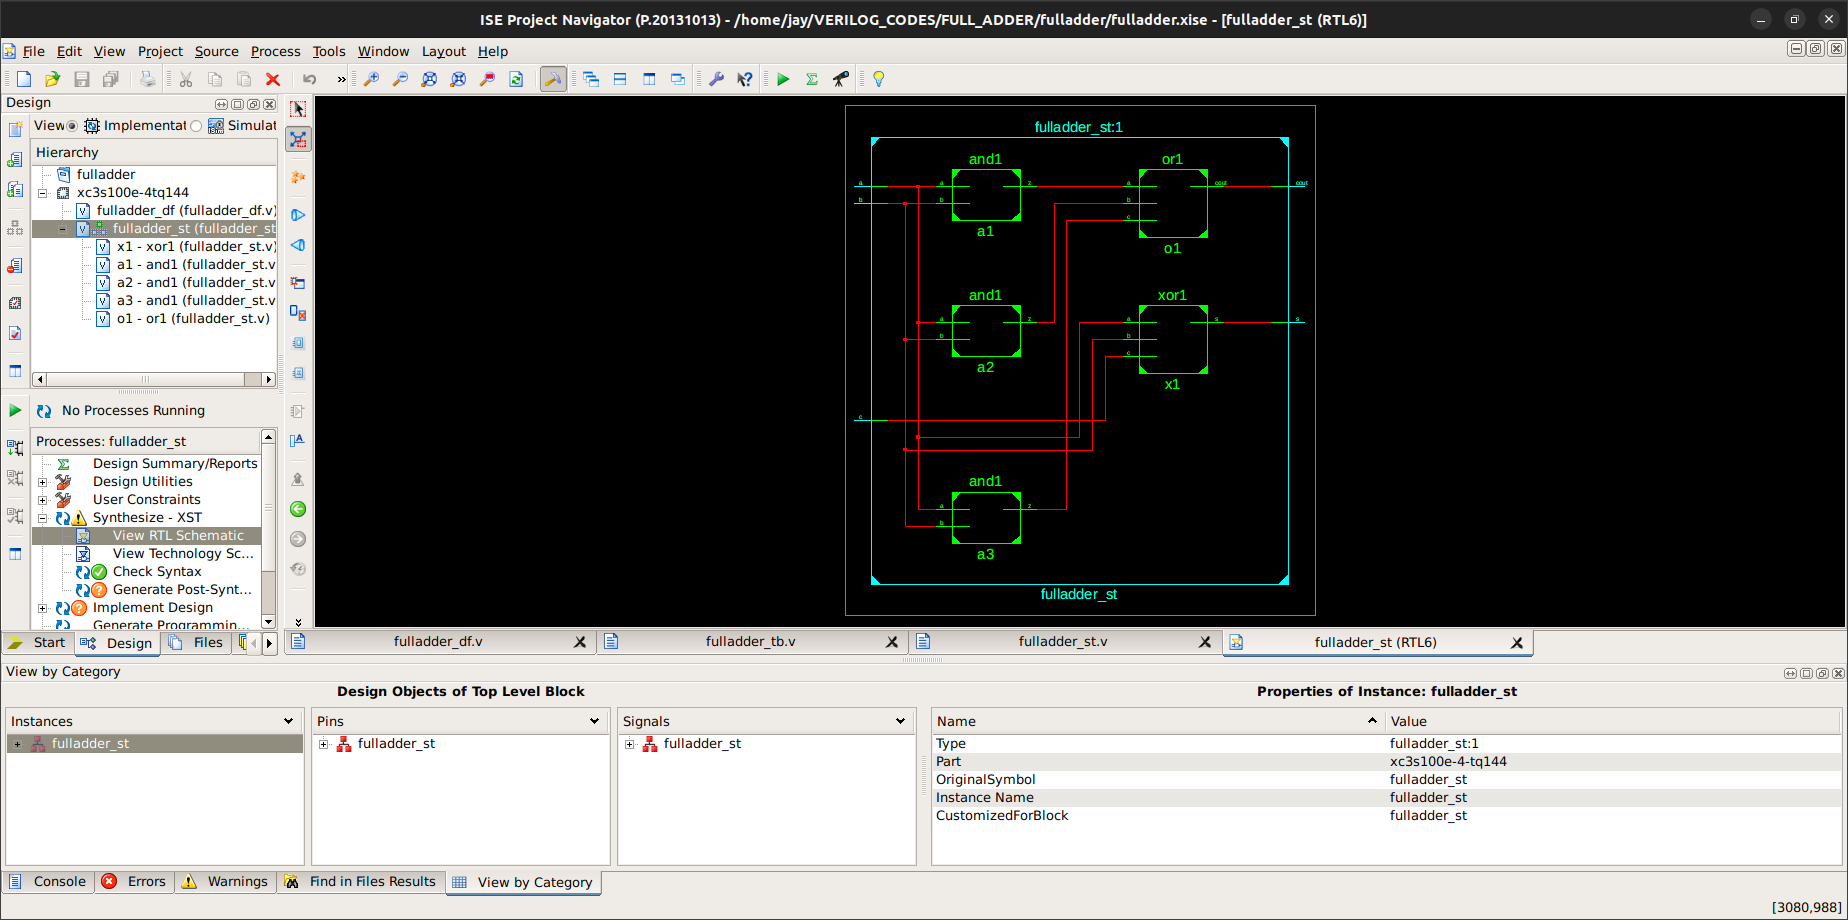 ISE Project Navigator (P.20131013) - /home/jay/VERILOG_CODES/FULL_ADDER/fulladder/fulladder.xise - [fulladder_st (RTL6)]
File Edit View Project Source Process Tools Window Layout Help
»
Design
View Implementat Simulat
Hierarchy
fulladder
xc3s100e-4tq144
fulladder_df (fulladder_df.v)
fulladder_st (fulladder_st
x1 - xor1 (fulladder_st.v)
a1 - and1 (fulladder_st.v
a2 - and1 (fulladder_st.v
a3 - and1 (fulladder_st.v
o1 - or1 (fulladder_st.v)
No Processes Running
Processes: fulladder_st
Design Summary/Reports
Design Utilities
User Constraints
Synthesize - XST
View RTL Schematic
View Technology Sc...
Check Syntax
Generate Post-Synt...
Implement Design
Generate Programmin...
Start Design Files
fulladder_st:1
and1 or1
a a z a cout cout
b b b
c
a1 o1
and1 xor1
a z a s s
b b
c
a2 x1
c
and1
a z
b
a3
fulladder_st
fulladder_df.v fulladder_tb.v fulladder_st.v fulladder_st (RTL6)
View by Category
Design Objects of Top Level Block Properties of Instance: fulladder_st
Instances Pins Signals Name Value
fulladder_st fulladder_st fulladder_st Type fulladder_st:1
Part xc3s100e-4-tq144
OriginalSymbol fulladder_st
Instance Name fulladder_st
CustomizedForBlock fulladder_st
Console Errors Warnings Find in Files Results View by Category
[3080,988]